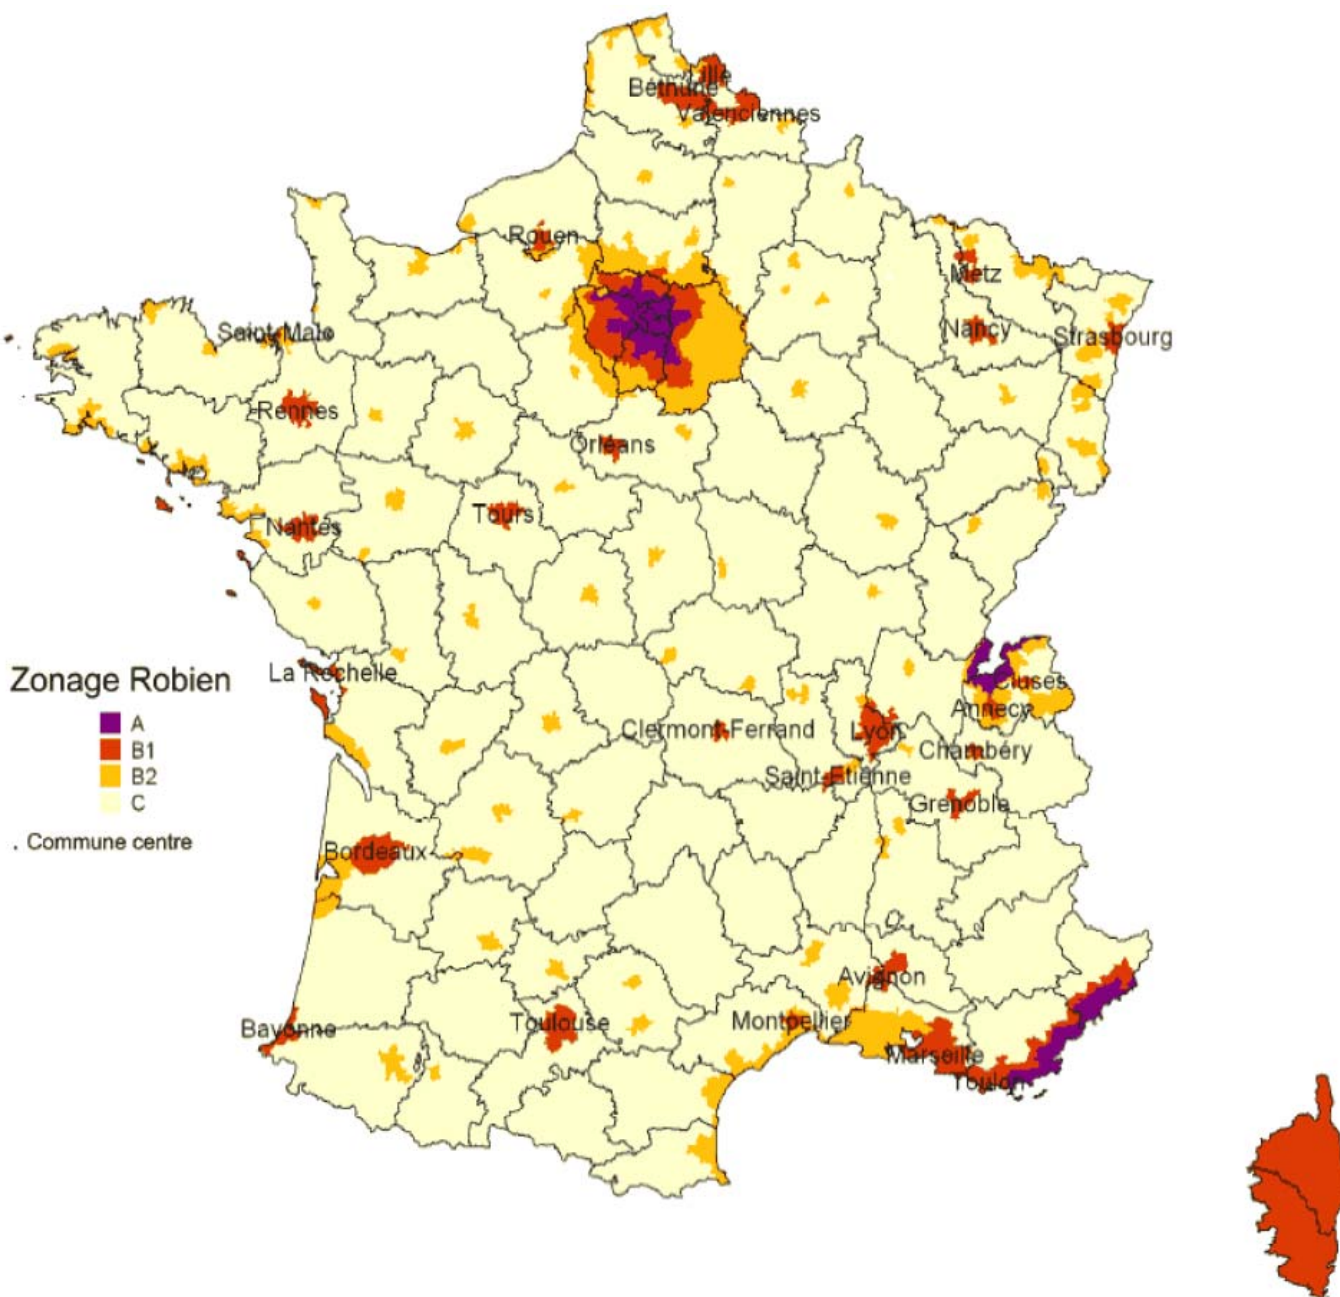 Lille
Béthune
Valenciennes
Rouen
Metz
Saint-Malo
Nancy
Strasbourg
Rennes
Orléans
Tours
Nantes
La Rochelle
Zonage Robien
A
B1
B2
C
. Commune centre
Cluses
Annecy
Clermont-Ferrand
Lyon
Chambéry
Saint-Etienne
Grenoble
Bordeaux
Avignon
Bayonne
Toulouse
Montpellier
Marseille
Toulon